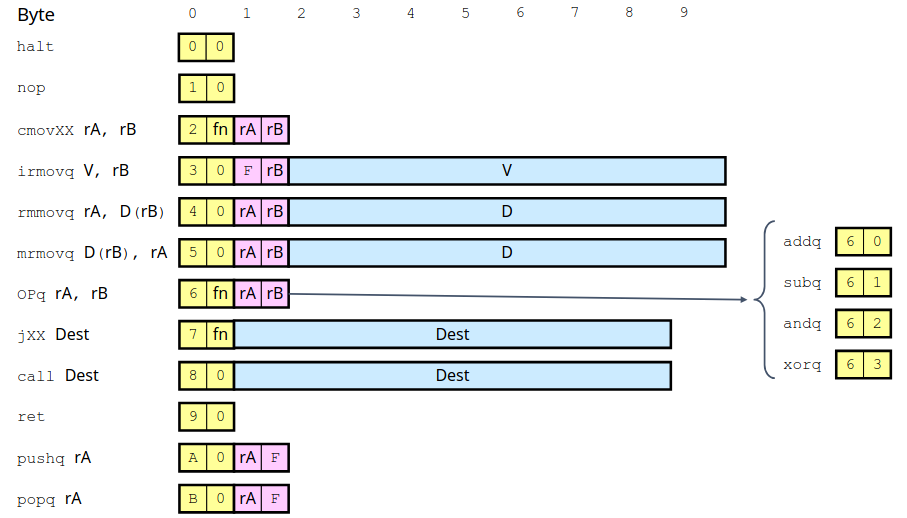 Byte 0 1 2 3 4 5 6 7 8 9
halt 0 0
nop 1 0
cmovXX rA, rB 2 fn rA rB
irmovq V, rB 3 0 F rB V
rmmovq rA, D(rB) 4 0 rA rB D
mrmovq D(rB), rA 5 0 rA rB D
OPq rA, rB 6 fn rA rB
jXX Dest 7 fn Dest
call Dest 8 0 Dest
ret 9 0
pushq rA A 0 rA F
popq rA B 0 rA F
addq 6 0
subq 6 1
andq 6 2
xorq 6 3